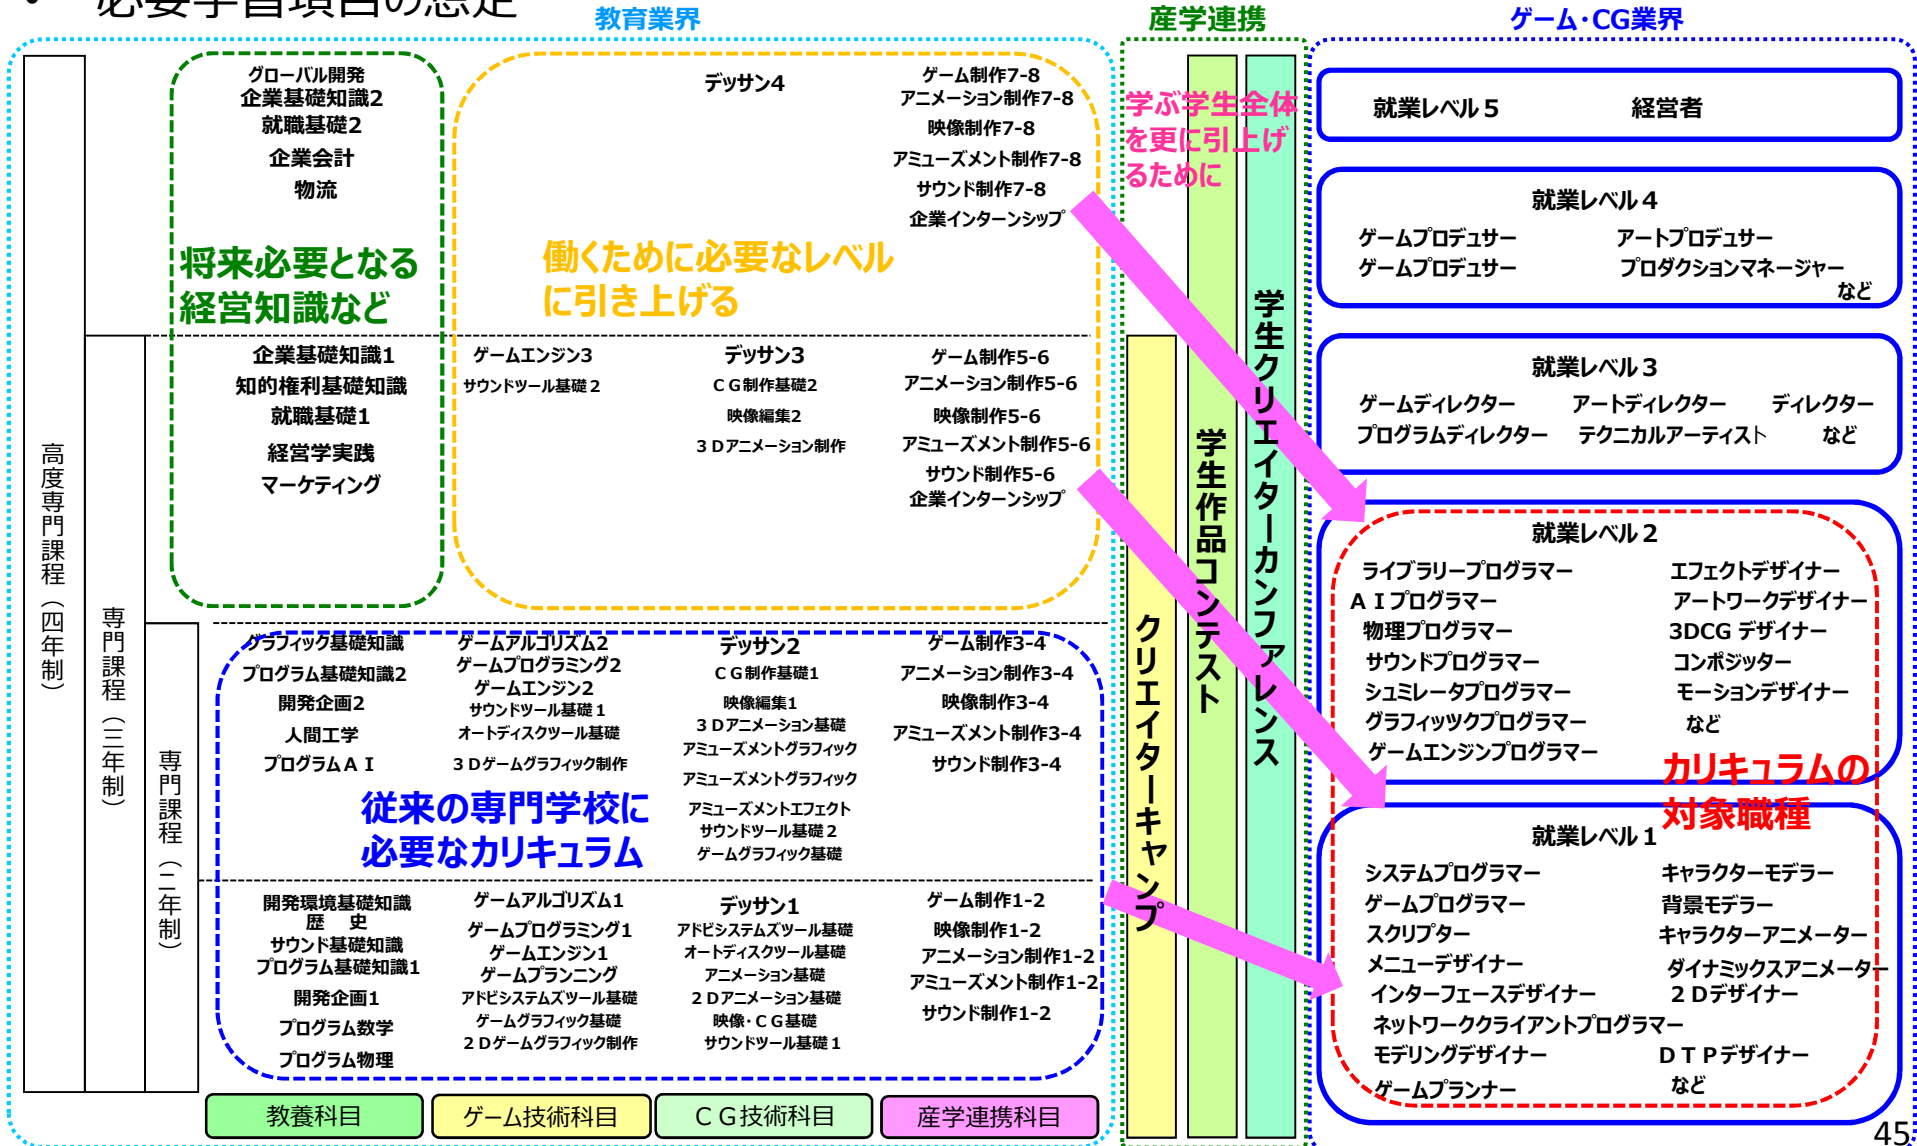 • 必要学習項目の想定
教育業界
産学連携
ゲーム・CG業界
グローバル開発
企業基礎知識2
就職基礎2
企業会計
物流
将来必要となる
経営知識など
デッサン4
働くために必要なレベル
に引き上げる
ゲーム制作7-8
アニメーション制作7-8
映像制作7-8
アミューズメント制作7-8
サウンド制作7-8
企業インターンシップ
企業基礎知識1
知的権利基礎知識
就職基礎1
経営学実践
マーケティング
ゲームエンジン3
サウンドツール基礎２
デッサン3
ＣＧ制作基礎2
映像編集2
３Ｄアニメーション制作
ゲーム制作5-6
アニメーション制作5-6
映像制作5-6
アミューズメント制作5-6
サウンド制作5-6
企業インターンシップ
グラフィック基礎知識
プログラム基礎知識2
開発企画2
人間工学
プログラムＡＩ
ゲームアルゴリズム2
ゲームプログラミング2
ゲームエンジン2
サウンドツール基礎１
オートディスクツール基礎
３Ｄゲームグラフィック制作
デッサン2
ＣＧ制作基礎1
映像編集1
３Ｄアニメーション基礎
アミューズメントグラフィック
アミューズメントグラフィック
アミューズメントエフェクト
サウンドツール基礎２
ゲームグラフィック基礎
ゲーム制作3-4
アニメーション制作3-4
映像制作3-4
アミューズメント制作3-4
サウンド制作3-4
従来の専門学校に
必要なカリキュラム
開発環境基礎知識
歴　史
サウンド基礎知識
プログラム基礎知識1
開発企画1
プログラム数学
プログラム物理
ゲームアルゴリズム1
ゲームプログラミング1
ゲームエンジン1
ゲームプランニング
アドビシステムズツール基礎
ゲームグラフィック基礎
２Ｄゲームグラフィック制作
デッサン1
アドビシステムズツール基礎
オートディスクツール基礎
アニメーション基礎
２Ｄアニメーション基礎
映像・ＣＧ基礎
サウンドツール基礎１
ゲーム制作1-2
映像制作1-2
アニメーション制作1-2
アミューズメント制作1-2
サウンド制作1-2
高度専門課程（四年制）
専門課程（三年制）
専門課程（二年制）
教養科目
ゲーム技術科目
ＣＧ技術科目
産学連携科目
学ぶ学生全体
を更に引上げ
るために
クリエイターキャンプ
学生作品コンテスト
学生クリエイターカンファレンス
就業レベル５　経営者
就業レベル４
ゲームプロデュサー　アートプロデュサー
ゲームプロデュサー　プロダクションマネージャー
など
就業レベル３
ゲームディレクター　アートディレクター　ディレクター
プログラムディレクター　テクニカルアーティスト　など
就業レベル２
ライブラリープログラマー　エフェクトデザイナー
ＡＩプログラマー　アートワークデザイナー
物理プログラマー　3DCG デザイナー
サウンドプログラマー　コンポジッター
シュミレータプログラマー　モーションデザイナー
グラフィッツクプログラマー　など
ゲームエンジンプログラマー
カリキュラムの
対象職種
就業レベル１
システムプログラマー　キャラクターモデラー
ゲームプログラマー　背景モデラー
スクリプター　キャラクターアニメーター
メニューデザイナー　ダイナミックスアニメーター
インターフェースデザイナー　２Ｄデザイナー
ネットワーククライアントプログラマー
モデリングデザイナー　ＤＴＰデザイナー
ゲームプランナー　など
45